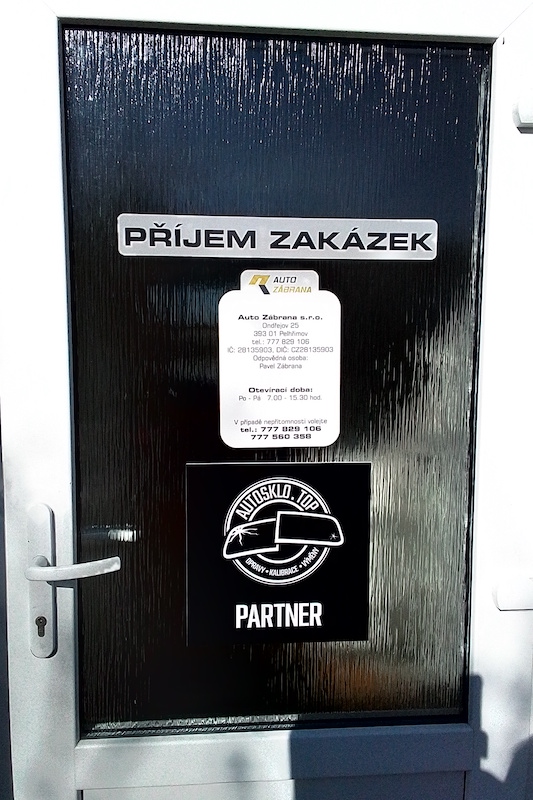 PŘÍJEM ZAKÁZEK
AUTO
ZÁBRANA
Auto Zábrana s.r.o.
Ondřejov 25
393 01 Pelhřimov
tel.: 777 829 106
IČ: 28135903, DIČ: CZ28135903
Odpovědná osoba:
Pavel Zábrana
Otevírací doba:
Po - Pá 7.00 - 15.30 hod.
V případě nepřítomnosti volejte
tel.: 777 829 106
777 560 358
AUTOSKLO.TOP
OPRAVY • KALIBRACE • VÝMĚNY
PARTNER